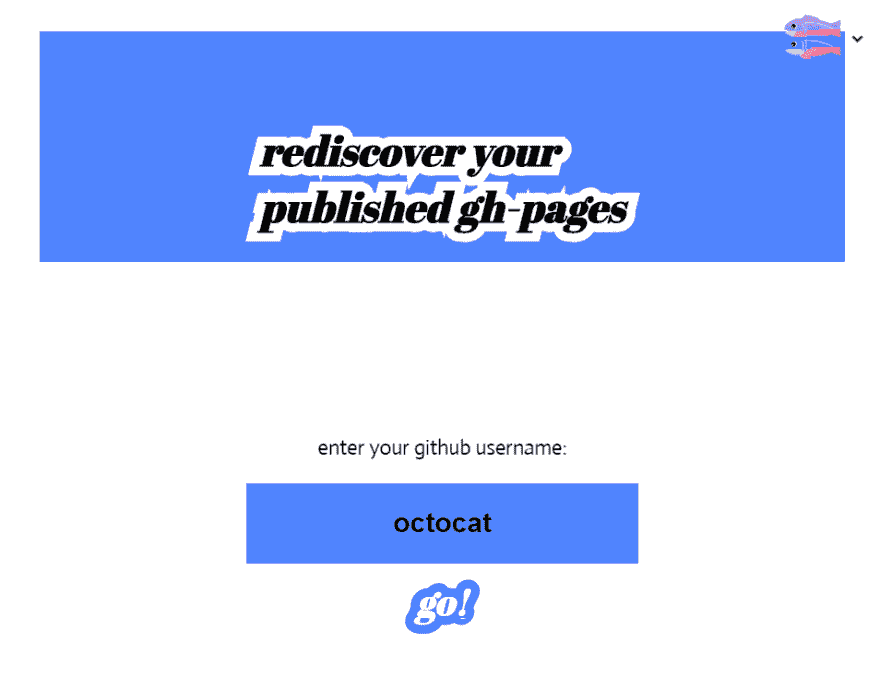 rediscover your
published gh-pages
enter your github username:
octocat
go!